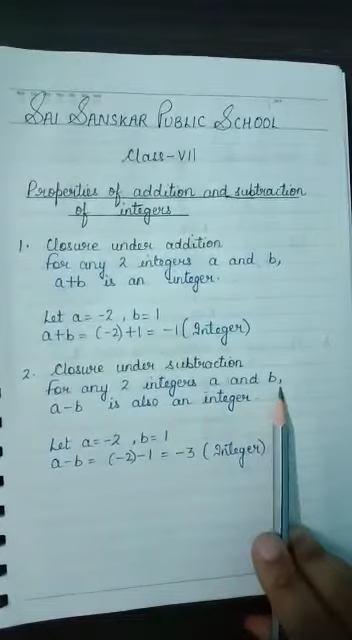 SAI SANSKAR PUBLIC SCHOOL
Class-VII
Properties of addition and subtraction
of integers
1. Closure under addition
For any 2 integers a and b,
a+b is an integer.
Let a= -2, b= 1
a+b = (-2)+1 = -1 (Integer)
2. Closure under subtraction
For any 2 integers a and b,
a-b is also an integer.
Let a= -2, b= 1
a-b = (-2)-1 = -3 (Integer)